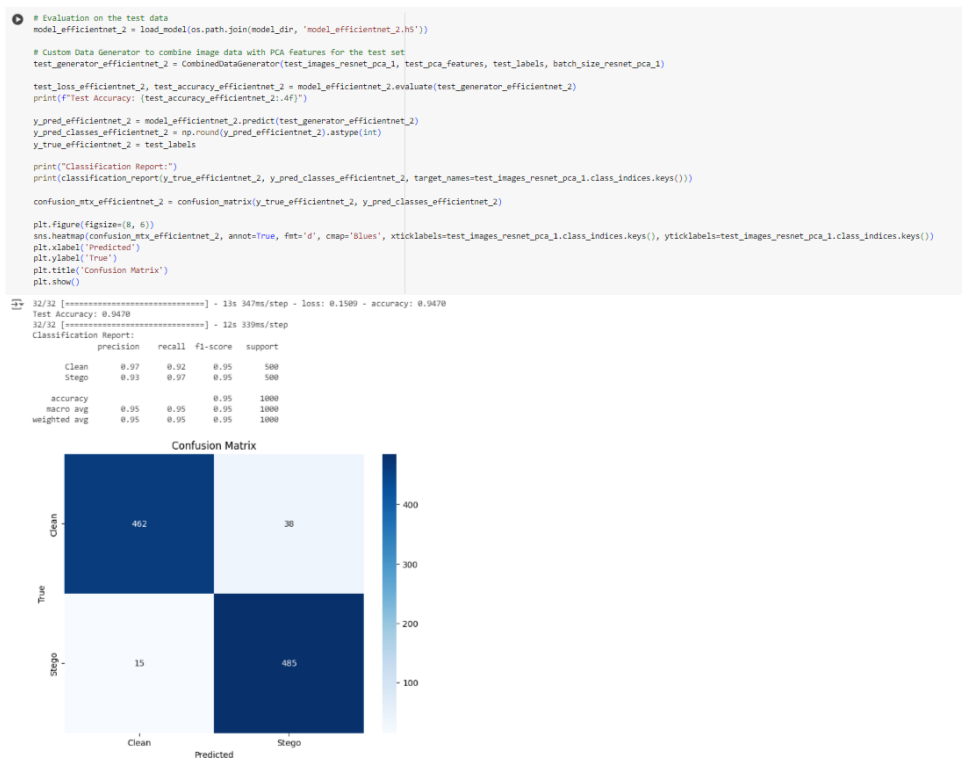 # Evaluation on the test data
model_efficientnet_2 = load_model(os.path.join(model_dir, 'model_efficientnet_2.h5'))
# Custom Data Generator to combine image data with PCA features for the test set
test_generator_efficientnet_2 = CombinedDataGenerator(test_images_resnet_pca_1, test_pca_features, test_labels, batch_size_resnet_pca_1)
test_loss_efficientnet_2, test_accuracy_efficientnet_2 = model_efficientnet_2.evaluate(test_generator_efficientnet_2)
print(f"Test Accuracy: {test_accuracy_efficientnet_2:.4f}")
y_pred_efficientnet_2 = model_efficientnet_2.predict(test_generator_efficientnet_2)
y_pred_classes_efficientnet_2 = np.round(y_pred_efficientnet_2).astype(int)
y_true_efficientnet_2 = test_labels
print("Classification Report:")
print(classification_report(y_true_efficientnet_2, y_pred_classes_efficientnet_2, target_names=test_images_resnet_pca_1.class_indices.keys()))
confusion_mtx_efficientnet_2 = confusion_matrix(y_true_efficientnet_2, y_pred_classes_efficientnet_2)
plt.figure(figsize=(8, 6))
sns.heatmap(confusion_mtx_efficientnet_2, annot=True, fmt='d', cmap='Blues', xticklabels=test_images_resnet_pca_1.class_indices.keys(), yticklabels=test_images_resnet_pca_1.class_indices.keys())
plt.xlabel('Predicted')
plt.ylabel('True')
plt.title('Confusion Matrix')
plt.show()
32/32 [==============================] - 13s 347ms/step - loss: 0.1509 - accuracy: 0.9470
Test Accuracy: 0.9470
32/32 [==============================] - 12s 339ms/step
Classification Report:
precision recall f1-score support
Clean 0.97 0.92 0.95 500
Stego 0.93 0.97 0.95 500
accuracy 0.95 1000
macro avg 0.95 0.95 0.95 1000
weighted avg 0.95 0.95 0.95 1000
Confusion Matrix
400
Clean
462 38
300
True
200
Stego
15 485
100
Clean Stego
Predicted